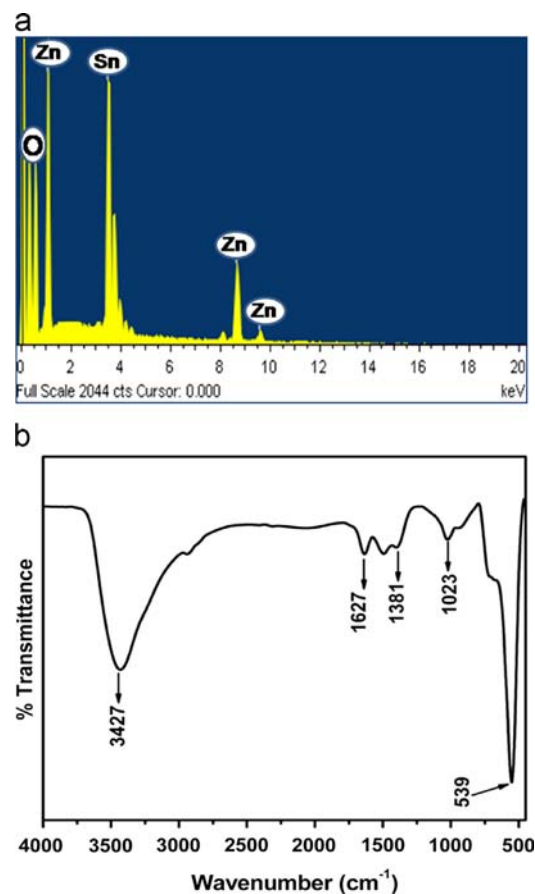 a
Zn
Sn
O
Zn
Zn
0 2 4 6 8 10 12 14 16 18 20
Full Scale 2044 cts Cursor: 0.000 keV
b
% Transmittance
3427
1627
1381
1023
539
4000 3500 3000 2500 2000 1500 1000 500
Wavenumber (cm-1)